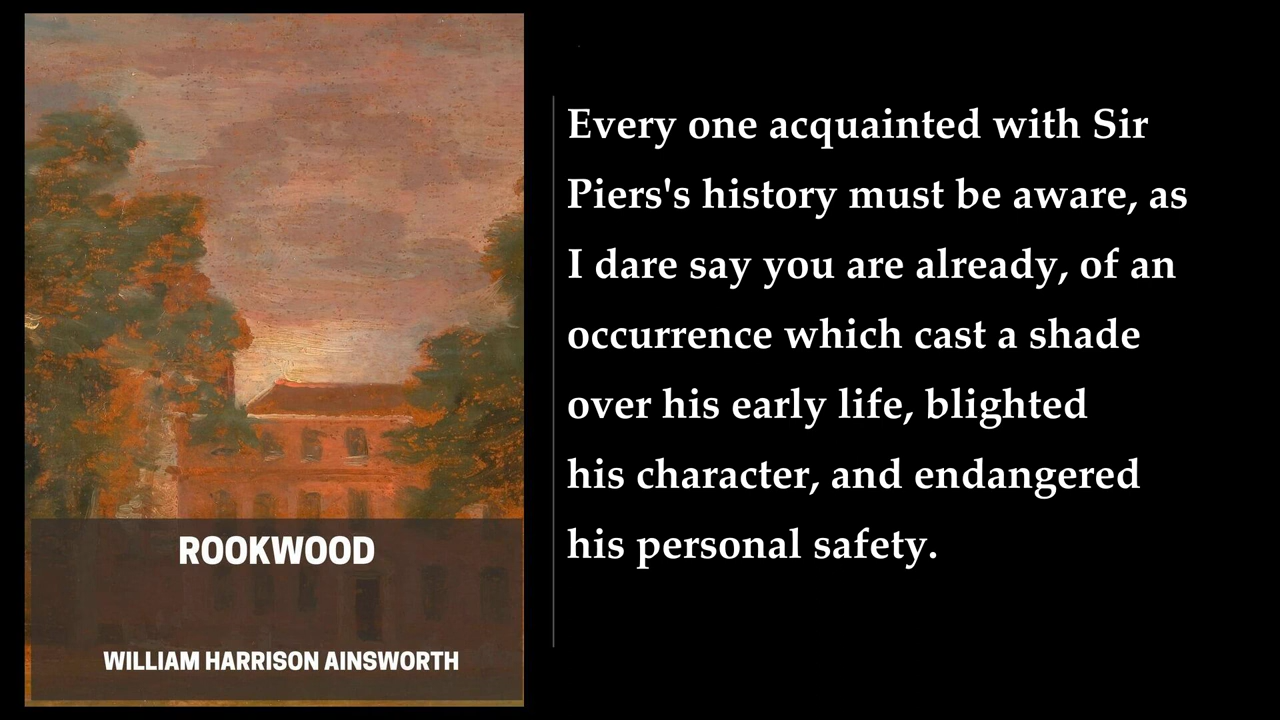 ROOKWOOD
WILLIAM HARRISON AINSWORTH
Every one acquainted with Sir
Piers's history must be aware, as
I dare say you are already, of an
occurrence which cast a shade
over his early life, blighted
his character, and endangered
his personal safety.